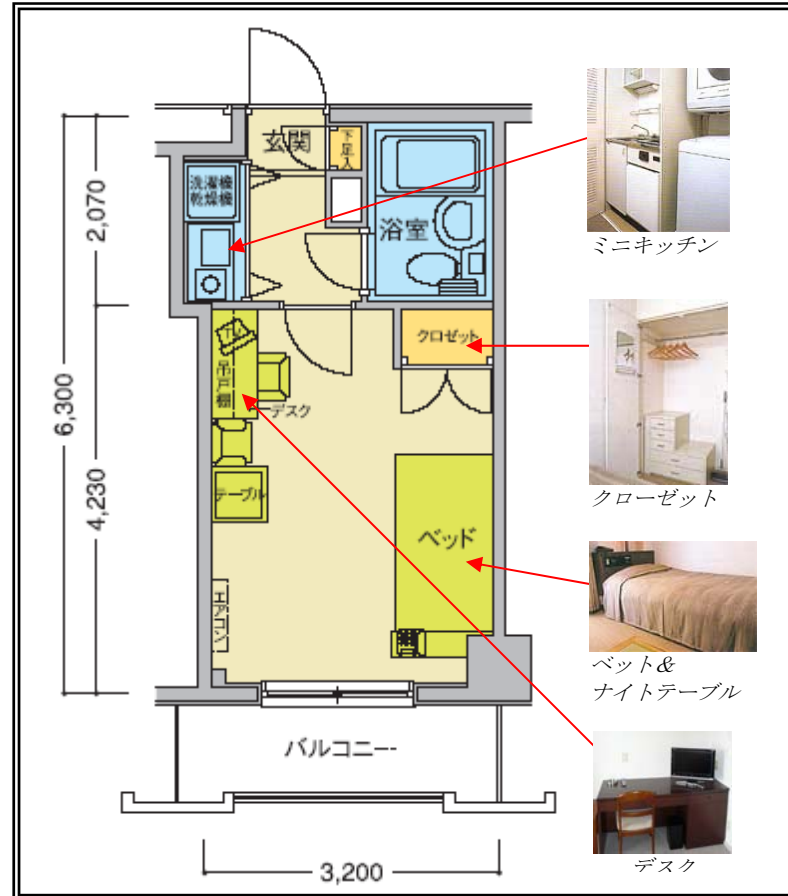 玄関
下足入
洗濯機
乾燥機
浴室
ミニキッチン
2,070
クロゼット
TV
吊戸棚
デスク
6,300
4,230
テーブル
ベッド
クローゼット
エアコン
ベット&
ナイトテーブル
バルコニー
デスク
3,200